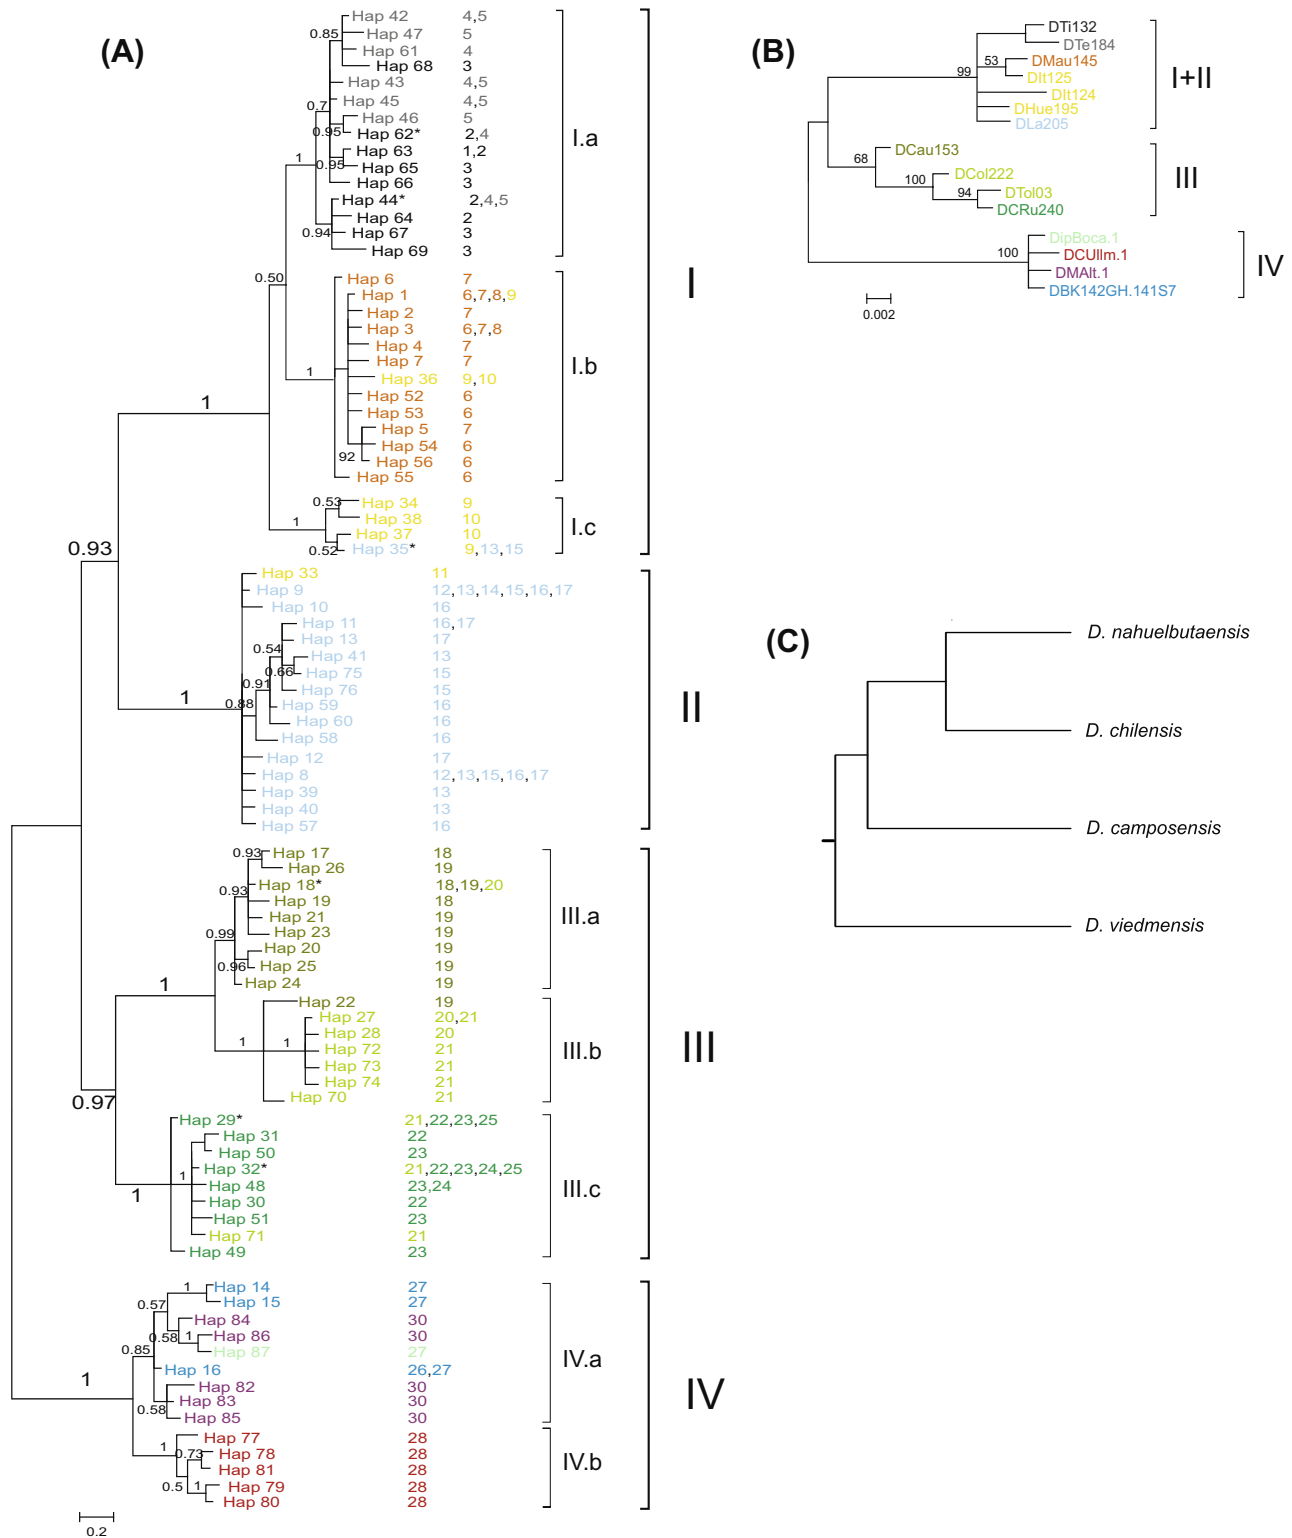 (A)
Hap 42 4,5
0.85
Hap 47 5
Hap 61 4
Hap 68 3
Hap 43 4,5
Hap 45 4,5
0.7
Hap 46 5
0.95
Hap 62* 2,4
Hap 63 1,2
1
0.95
Hap 65 3
Hap 66 3
Hap 44* 2,4,5
Hap 64 2
0.94
Hap 67 3
Hap 69 3
I.a
0.50
Hap 6 7
Hap 1 6,7,8,9
Hap 2 7
Hap 3 6,7,8
Hap 4 7
Hap 7 7
1
Hap 36 9,10
Hap 52 6
Hap 53 6
Hap 5 7
Hap 54 6
92
Hap 56 6
Hap 55 6
I.b
1
0.53
Hap 34 9
Hap 38 10
1
Hap 37 10
0.52
Hap 35* 9,13,15
I.c
I
0.93
Hap 33 11
Hap 9 12,13,14,15,16,17
Hap 10 16
Hap 11 16,17
Hap 13 17
0.54
Hap 41 13
0.66
Hap 75 15
0.91
Hap 76 15
1
0.88
Hap 59 16
Hap 60 16
Hap 58 16
Hap 12 17
Hap 8 12,13,15,16,17
Hap 39 13
Hap 40 13
Hap 57 16
II
0.93
Hap 17 18
Hap 26 19
0.93
Hap 18* 18,19,20
Hap 19 18
Hap 21 19
0.99
Hap 23 19
Hap 20 19
0.96
Hap 25 19
Hap 24 19
III.a
1
Hap 22 19
Hap 27 20,21
Hap 28 20
1
1
Hap 72 21
Hap 73 21
Hap 74 21
Hap 70 21
III.b
0.97
Hap 29* 21,22,23,25
Hap 31 22
Hap 50 23
1
Hap 32* 21,22,23,24,25
1
Hap 48 23,24
Hap 30 22
Hap 51 23
Hap 71 21
Hap 49 23
III.c
III
1
Hap 14 27
0.57
Hap 15 27
Hap 84 30
0.58
1
Hap 86 30
0.85
Hap 87 27
Hap 16 26,27
Hap 82 30
Hap 83 30
0.58
Hap 85 30
IV.a
1
1
Hap 77 28
0.73
Hap 78 28
Hap 81 28
0.5
1
Hap 79 28
Hap 80 28
IV.b
IV
0.2
(B)
DTi132
DTe184
99
53
DMau145
DIt125
DIt124
DHue195
DLa205
I+II
68
DCau153
100
DCol222
94
DTol03
DCRu240
III
100
DipBoca.1
DCUllm.1
DMAlt.1
DBK142GH.141S7
IV
0.002
(C)
D. nahuelbutaensis
D. chilensis
D. camposensis
D. viedmensis